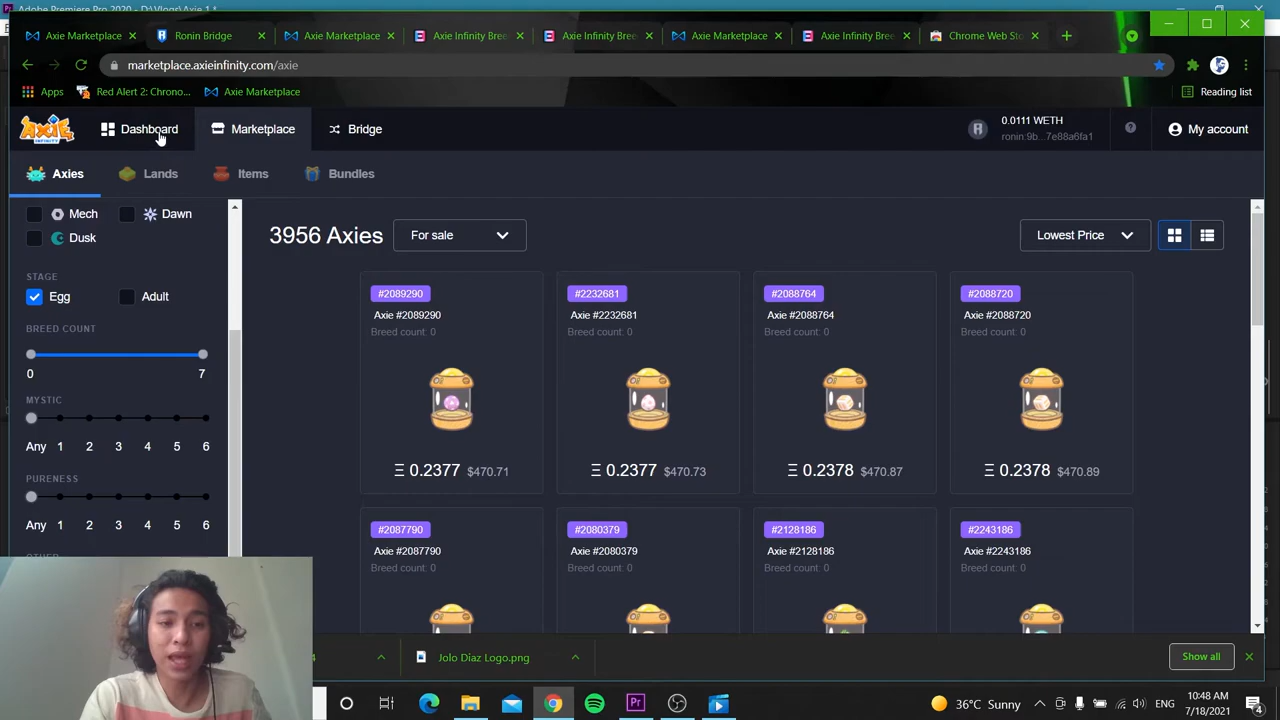 Adobe Premiere Pro 2020 - D:\Vlogs\Axie 1 *
Axie Marketplace
Ronin Bridge
Axie Marketplace
Axie Infinity Bree
Axie Infinity Bree
Axie Marketplace
Axie Infinity Bree
Chrome Web Sto
marketplace.axieinfinity.com/axie
Apps
Red Alert 2: Chrono...
Axie Marketplace
Reading list
AXIE
INFINITY
Dashboard
Marketplace
Bridge
0.0111 WETH
ronin:9b...7e88a6fa1
My account
Axies
Lands
Items
Bundles
Mech
Dawn
Dusk
3956 Axies
For sale
Lowest Price
STAGE
Egg
Adult
BREED COUNT
0
7
MYSTIC
Any 1 2 3 4 5 6
PURENESS
Any 1 2 3 4 5 6
#2089290
Axie #2089290
Breed count: 0
Ξ 0.2377 $470.71
#2232681
Axie #2232681
Breed count: 0
Ξ 0.2377 $470.73
#2088764
Axie #2088764
Breed count: 0
Ξ 0.2378 $470.87
#2088720
Axie #2088720
Breed count: 0
Ξ 0.2378 $470.89
#2087790
Axie #2087790
Breed count: 0
#2080379
Axie #2080379
Breed count: 0
#2128186
Axie #2128186
Breed count: 0
#2243186
Axie #2243186
Breed count: 0
Jolo Diaz Logo.png
Show all
Pr
36°C Sunny
ENG
10:48 AM
7/18/2021
4